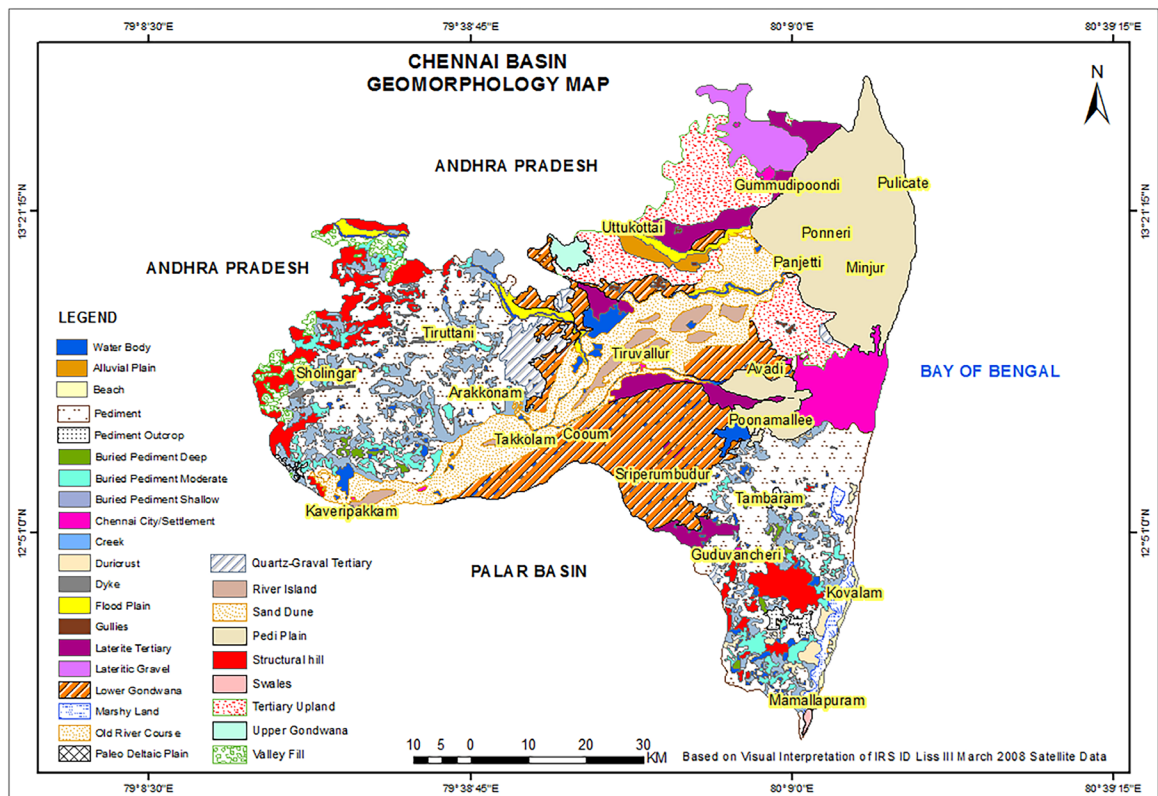 79°8'30"E
79°38'45"E
80°9'0"E
80°39'15"E
CHENNAI BASIN
GEOMORPHOLOGY MAP
N
ANDHRA PRADESH
Gummudipoondi
Pulicate
13°21'15"N
13°21'15"N
Uttukottai
Ponneri
ANDHRA PRADESH
Panjetti
Minjur
Tiruttani
Tiruvallur
Sholingar
Avadi
BAY OF BENGAL
Arakkonam
Poonamallee
Takkolam
Cooum
Sriperumbudur
Tambaram
Kaveripakkam
12°51'0"N
12°51'0"N
Guduvancheri
PALAR BASIN
Kovalam
Mamallapuram
LEGEND
Water Body
Alluvial Plain
Beach
Pediment
Pediment Outcrop
Buried Pediment Deep
Buried Pediment Moderate
Buried Pediment Shallow
Chennai City/Settlement
Creek
Duricrust
Dyke
Flood Plain
Gullies
Laterite Tertiary
Lateritic Gravel
Lower Gondwana
Marshy Land
Old River Course
Paleo Deltaic Plain
Quartz-Graval Tertiary
River Island
Sand Dune
Pedi Plain
Structural hill
Swales
Tertiary Upland
Upper Gondwana
Valley Fill
10 5 0 10 20 30
KM
Based on Visual Interpretation of IRS ID Liss III March 2008 Satellite Data
79°8'30"E
79°38'45"E
80°9'0"E
80°39'15"E